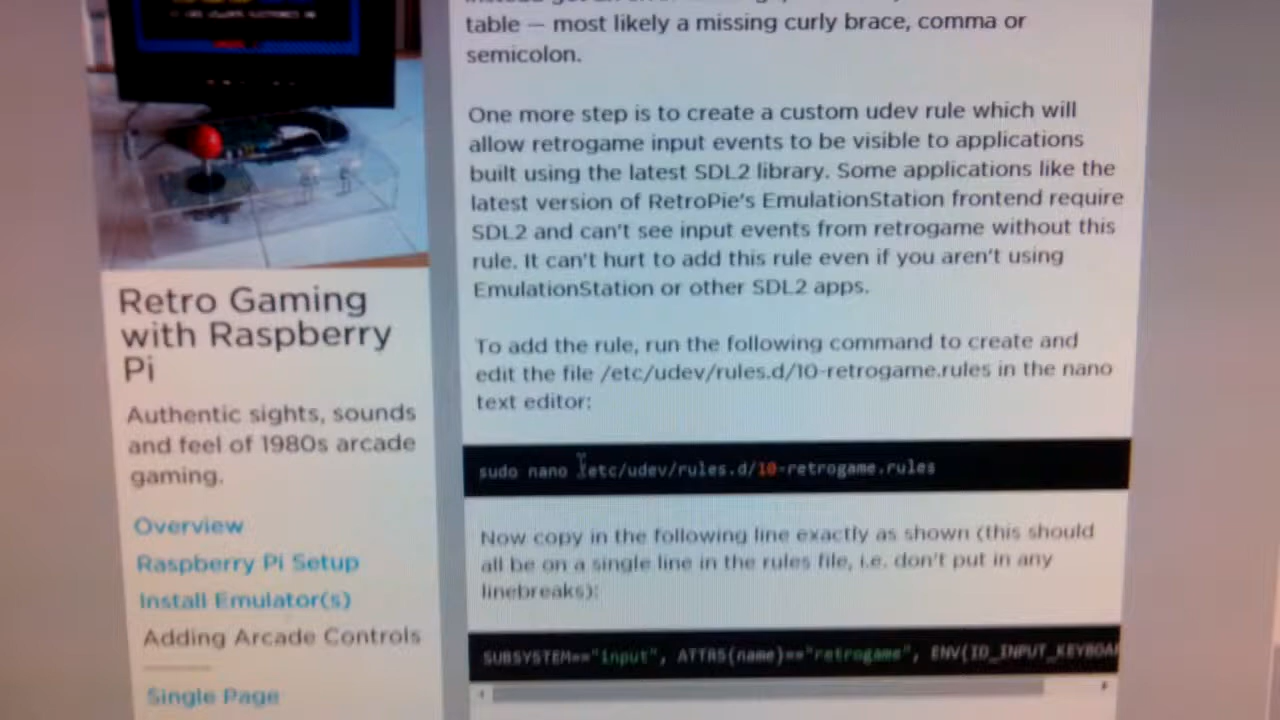 table — most likely a missing curly brace, comma or
semicolon.
One more step is to create a custom udev rule which will
allow retrogame input events to be visible to applications
built using the latest SDL2 library. Some applications like the
latest version of RetroPie's EmulationStation frontend require
SDL2 and can't see input events from retrogame without this
rule. It can't hurt to add this rule even if you aren't using
EmulationStation or other SDL2 apps.
To add the rule, run the following command to create and
edit the file /etc/udev/rules.d/10-retrogame.rules in the nano
text editor:
sudo nano /etc/udev/rules.d/10-retrogame.rules
Now copy in the following line exactly as shown (this should
all be on a single line in the rules file, i.e. don't put in any
linebreaks):
SUBSYSTEM=="input", ATTRS{name}=="retrogame", ENV{ID_INPUT_KEYBOA
Retro Gaming
with Raspberry
Pi
Authentic sights, sounds
and feel of 1980s arcade
gaming.
Overview
Raspberry Pi Setup
Install Emulator(s)
Adding Arcade Controls
Single Page